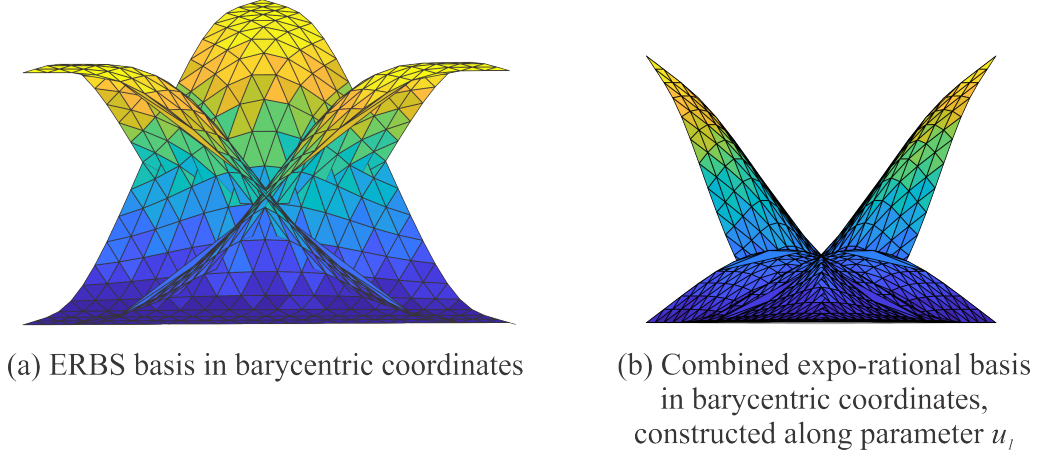 (a) ERBS basis in barycentric coordinates
(b) Combined expo-rational basis
in barycentric coordinates,
constructed along parameter u₁